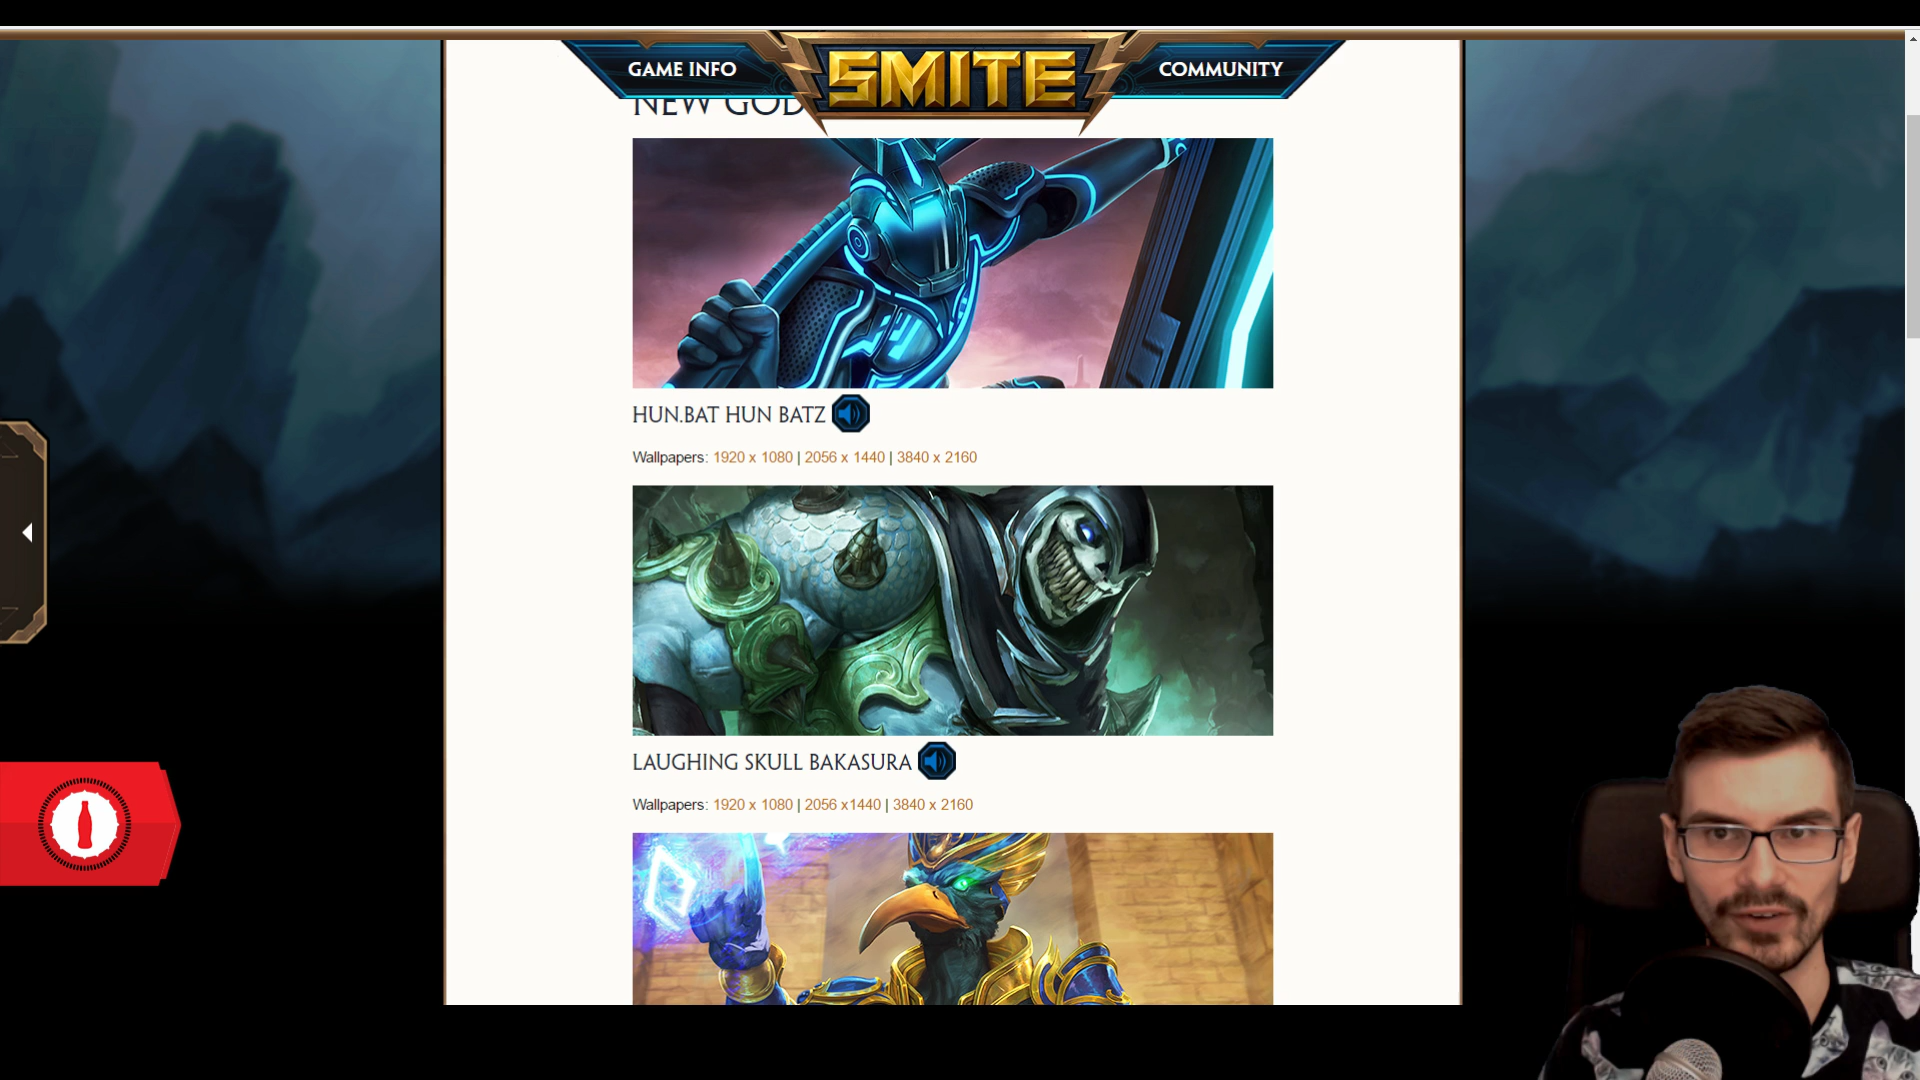 GAME INFO
SMITE
COMMUNITY
NEW GOD
HUN.BAT HUN BATZ
Wallpapers: 1920 x 1080 | 2056 x 1440 | 3840 x 2160
LAUGHING SKULL BAKASURA
Wallpapers: 1920 x 1080 | 2056 x1440 | 3840 x 2160